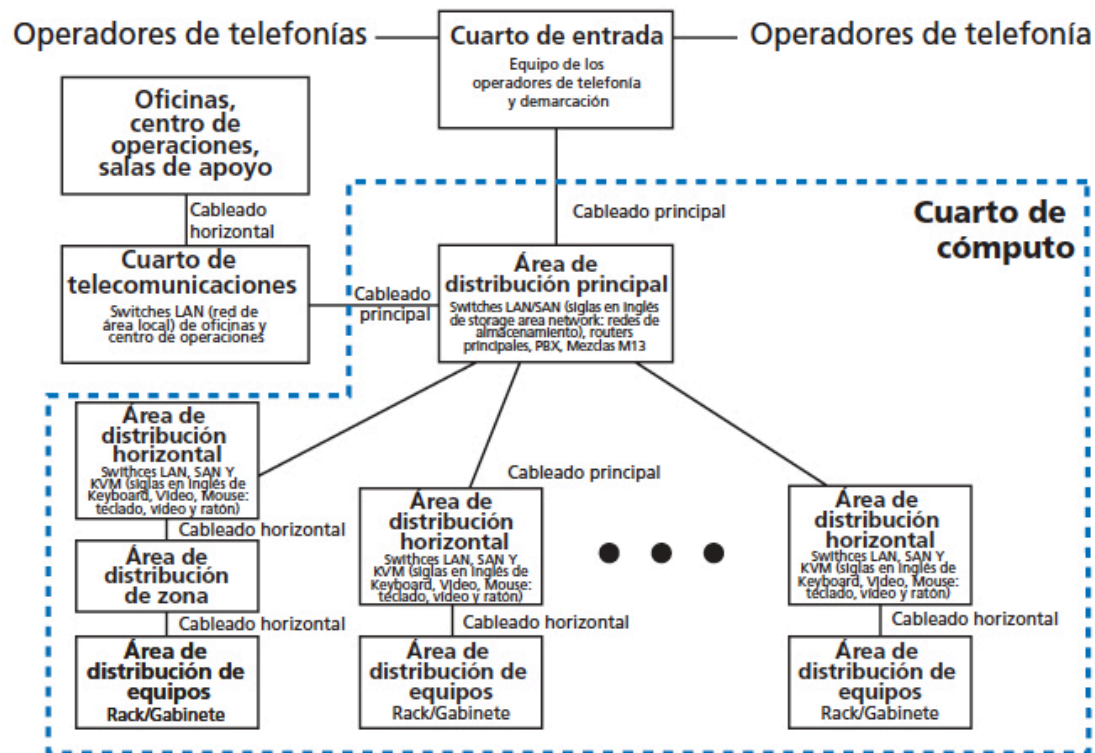 Operadores de telefonías
Cuarto de entrada
Equipo de los
operadores de telefonía
y demarcación
Operadores de telefonía
Oficinas,
centro de
operaciones,
salas de apoyo
Cableado
horizontal
Cuarto de
telecomunicaciones
Switches LAN (red de
área local) de oficinas y
centro de operaciones
Cableado principal
Cuarto de
cómputo
Cableado
principal
Área de
distribución principal
Switches LAN/SAN (siglas en inglés
de storage area network: redes de
almacenamiento), routers
principales, PBX, Mezclas M13
Área de
distribución
horizontal
Swithces LAN, SAN Y
KVM (siglas en inglés de
Keyboard, Video, Mouse:
teclado, vídeo y ratón)
Cableado horizontal
Área de
distribución
de zona
Cableado horizontal
Área de
distribución de
equipos
Rack/Gabinete
Cableado principal
Área de
distribución
horizontal
Swithces LAN, SAN Y
KVM (siglas en inglés de
Keyboard, Video, Mouse:
teclado, vídeo y ratón)
Cableado horizontal
Área de
distribución de
equipos
Rack/Gabinete
Área de
distribución
horizontal
Swithces LAN, SAN Y
KVM (siglas en inglés de
Keyboard, Video, Mouse:
teclado, vídeo y ratón)
Cableado horizontal
Área de
distribución de
equipos
Rack/Gabinete